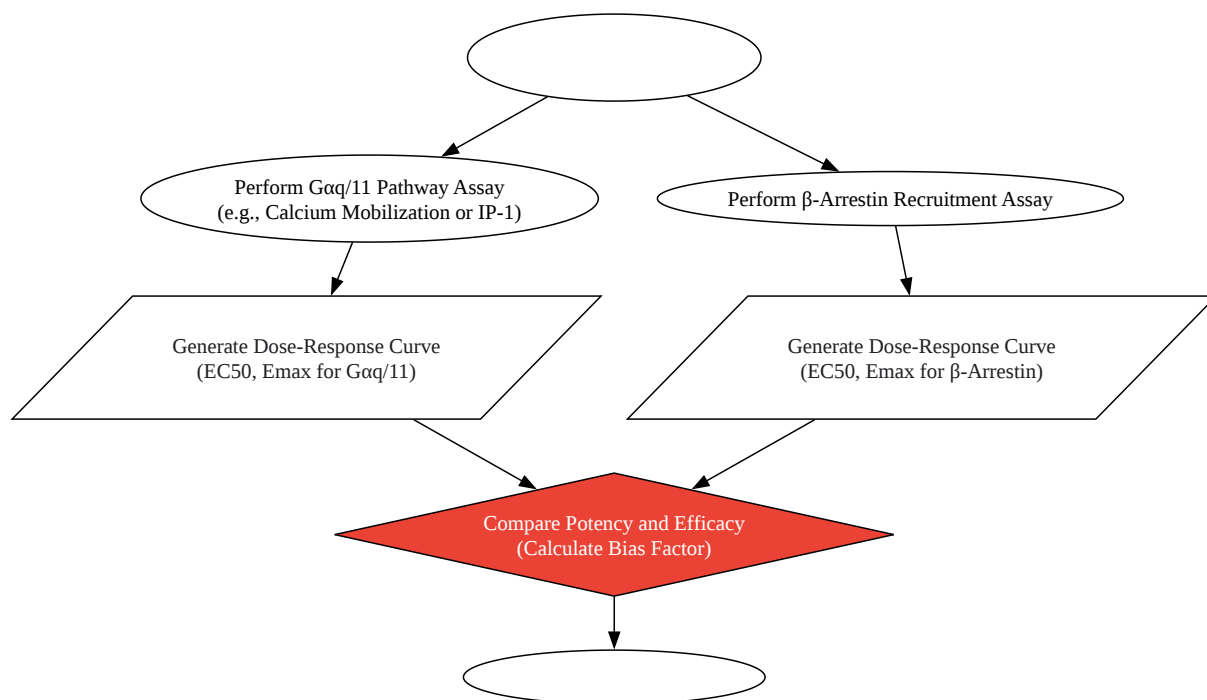 Perform Gαq/11 Pathway Assay
(e.g., Calcium Mobilization or IP-1)
Perform β-Arrestin Recruitment Assay
Generate Dose-Response Curve
(EC50, Emax for Gαq/11)
Generate Dose-Response Curve
(EC50, Emax for β-Arrestin)
Compare Potency and Efficacy
(Calculate Bias Factor)